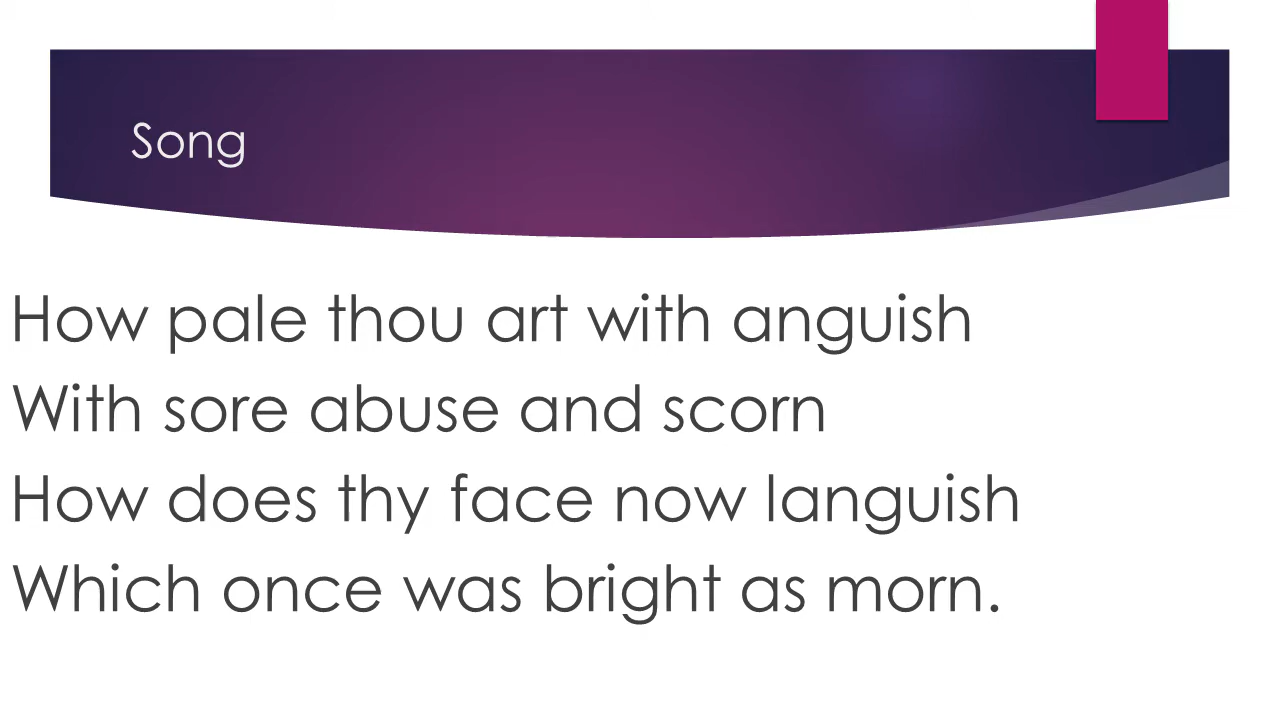 Song
How pale thou art with anguish
With sore abuse and scorn
How does thy face now languish
Which once was bright as morn.